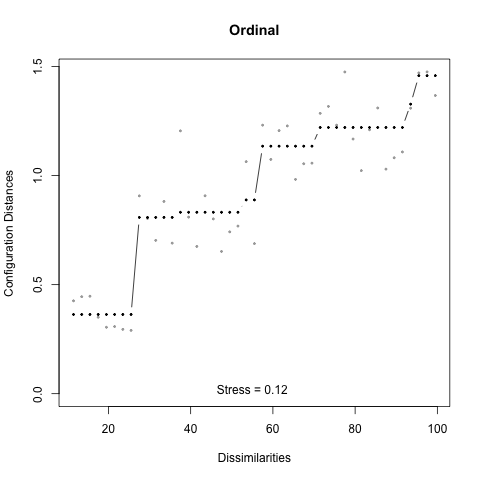 Ordinal
Configuration Distances
1.5
1.0
0.5
0.0
Stress = 0.12
20 40 60 80 100
Dissimilarities